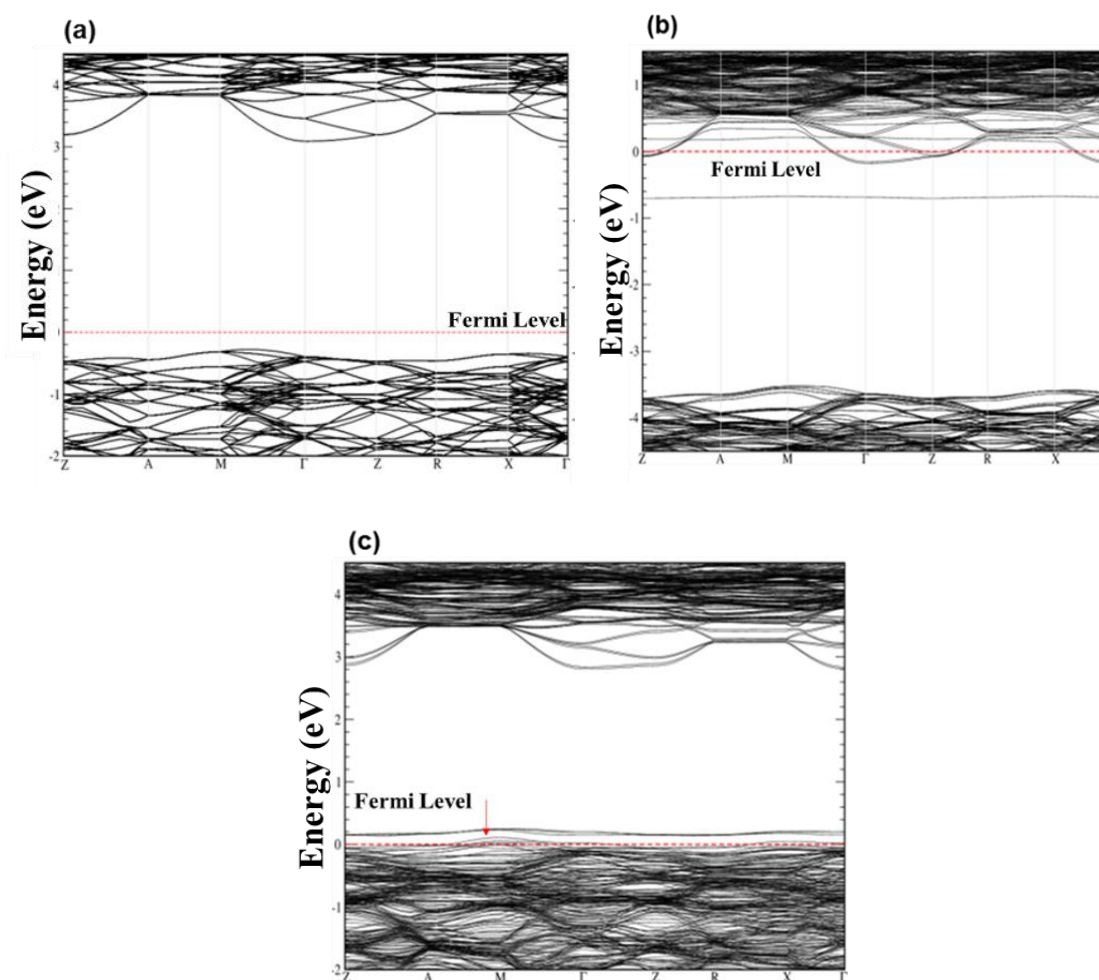 (a)
Energy (eV)
4
3
Fermi Level
-1
-2
Z A M Γ Z R X Γ
(b)
Energy (eV)
1
0
Fermi Level
-1
-2
-3
-4
Z A M Γ Z R X
(c)
Energy (eV)
4
3
2
1
Fermi Level
0
-1
-2
Z A M Γ Z R X Γ